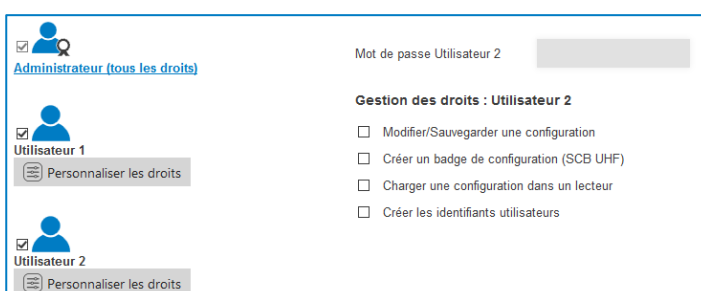 Administrateur (tous les droits)
Utilisateur 1
Personnaliser les droits
Utilisateur 2
Personnaliser les droits
Mot de passe Utilisateur 2
Gestion des droits : Utilisateur 2
Modifier/Sauvegarder une configuration
Créer un badge de configuration (SCB UHF)
Charger une configuration dans un lecteur
Créer les identifiants utilisateurs